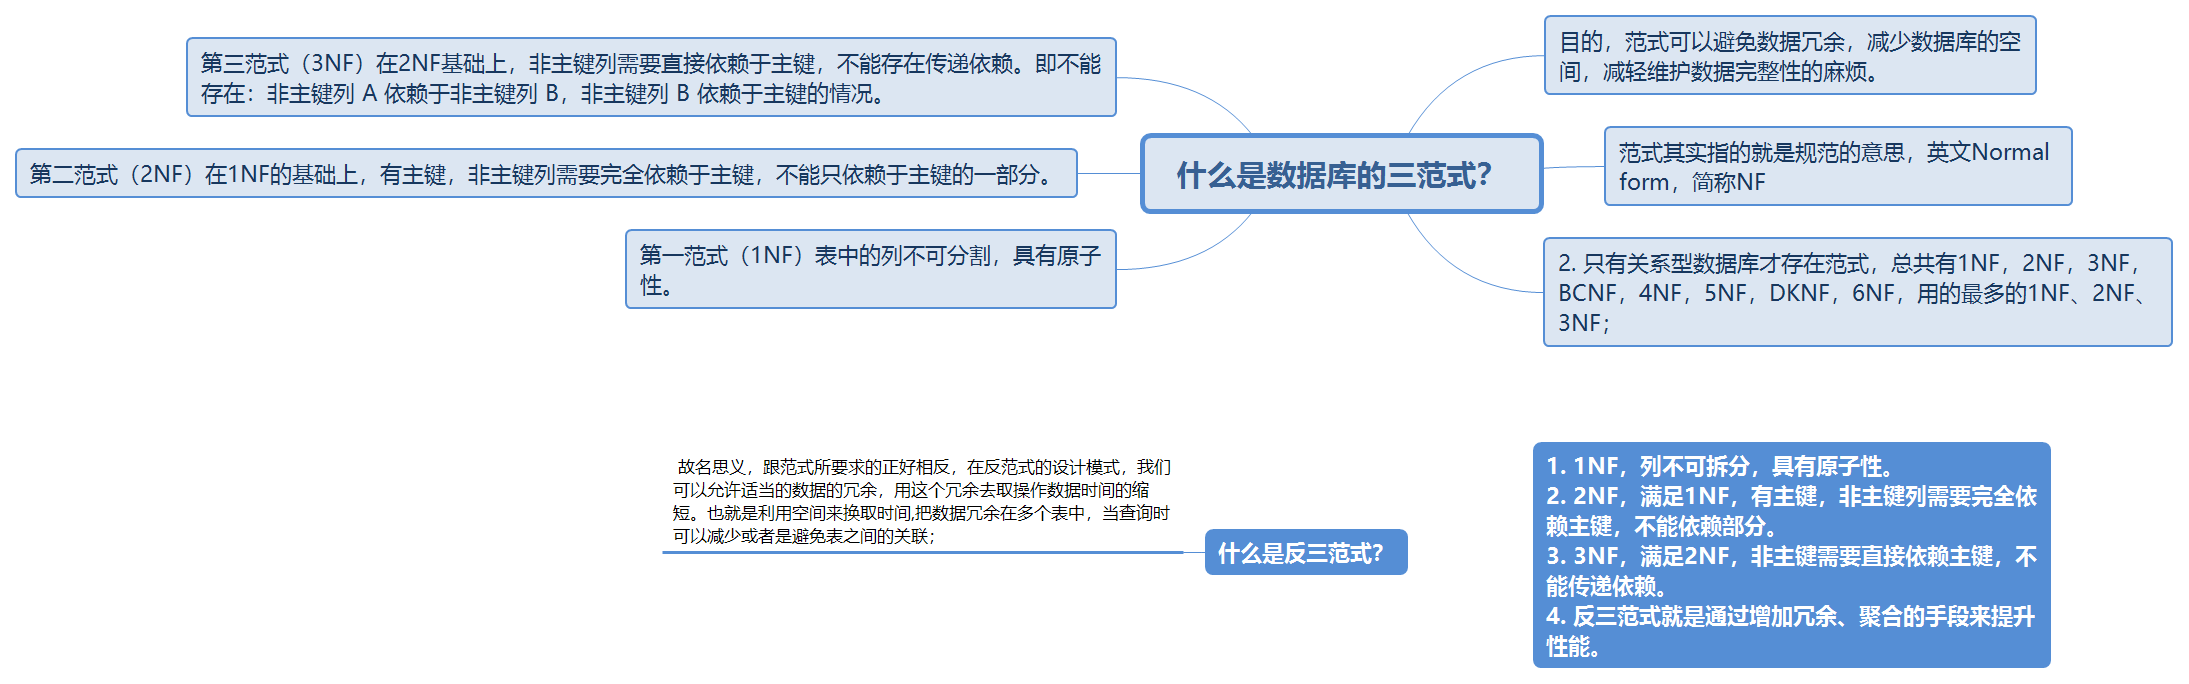 什么是数据库的三范式？
目的，范式可以避免数据冗余，减少数据库的空
间，减轻维护数据完整性的麻烦。
范式其实指的就是规范的意思，英文Normal
form，简称NF
2. 只有关系型数据库才存在范式，总共有1NF，2NF，3NF，
BCNF，4NF，5NF，DKNF，6NF，用的最多的1NF、2NF、
3NF；
第三范式（3NF）在2NF基础上，非主键列需要直接依赖于主键，不能存在传递依赖。即不能
存在：非主键列 A 依赖于非主键列 B，非主键列 B 依赖于主键的情况。
第二范式（2NF）在1NF的基础上，有主键，非主键列需要完全依赖于主键，不能只依赖于主键的一部分。
第一范式（1NF）表中的列不可分割，具有原子
性。
什么是反三范式？
故名思义，跟范式所要求的正好相反，在反范式的设计模式，我们
可以允许适当的数据的冗余，用这个冗余去取操作数据时间的缩
短。也就是利用空间来换取时间,把数据冗余在多个表中，当查询时
可以减少或者是避免表之间的关联；
1. 1NF，列不可拆分，具有原子性。
2. 2NF，满足1NF，有主键，非主键列需要完全依
赖主键，不能依赖部分。
3. 3NF，满足2NF，非主键需要直接依赖主键，不
能传递依赖。
4. 反三范式就是通过增加冗余、聚合的手段来提升
性能。